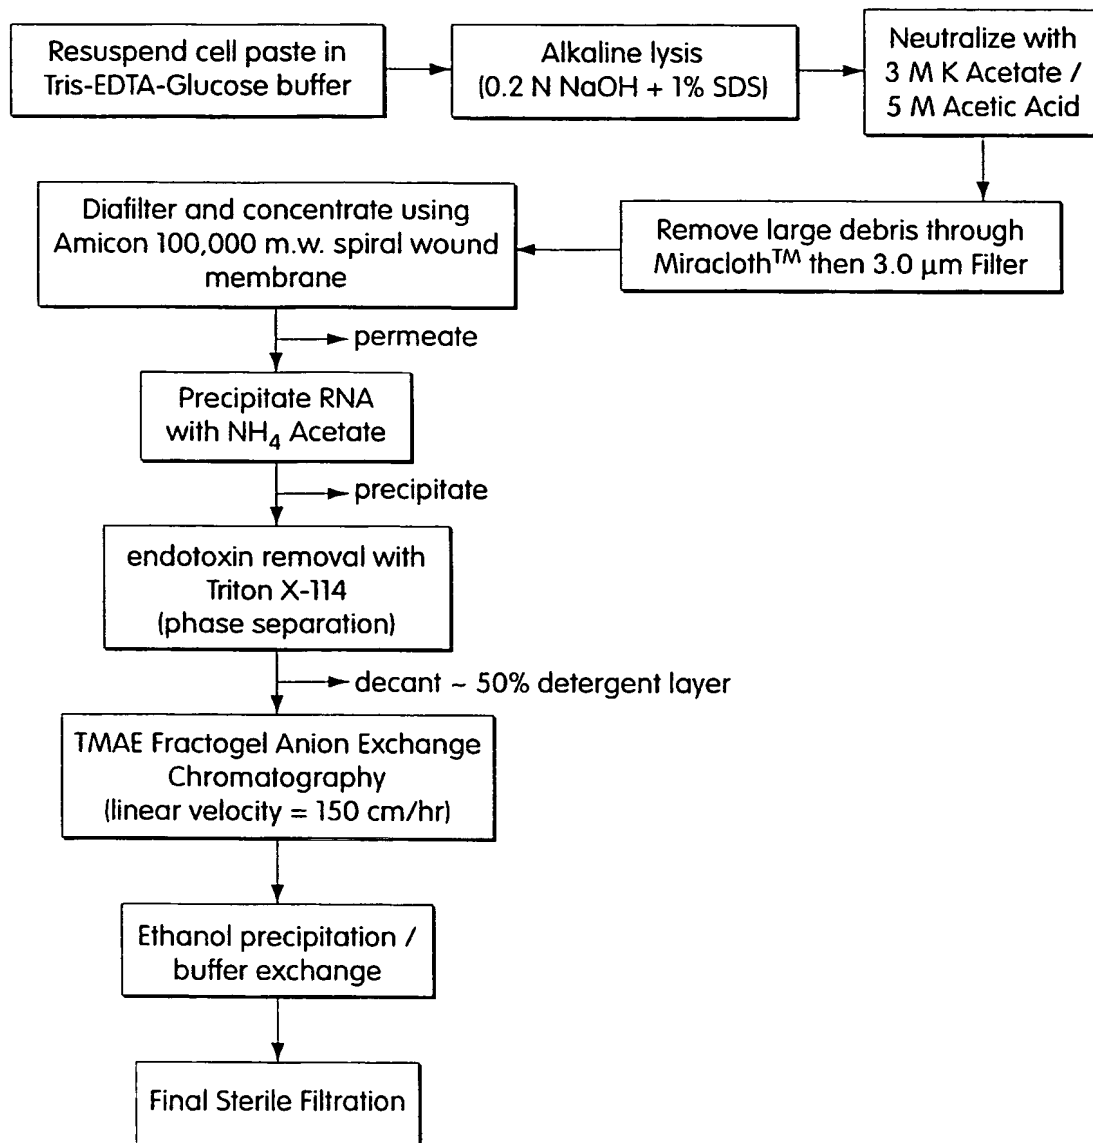 Resuspend cell paste in
Tris-EDTA-Glucose buffer
Alkaline lysis
(0.2 N NaOH + 1% SDS)
Neutralize with
3 M K Acetate /
5 M Acetic Acid
Remove large debris through
Miracloth™ then 3.0 μm Filter
Diafilter and concentrate using
Amicon 100,000 m.w. spiral wound
membrane
permeate
Precipitate RNA
with NH₄ Acetate
precipitate
endotoxin removal with
Triton X-114
(phase separation)
decant ~ 50% detergent layer
TMAE Fractogel Anion Exchange
Chromatography
(linear velocity = 150 cm/hr)
Ethanol precipitation /
buffer exchange
Final Sterile Filtration